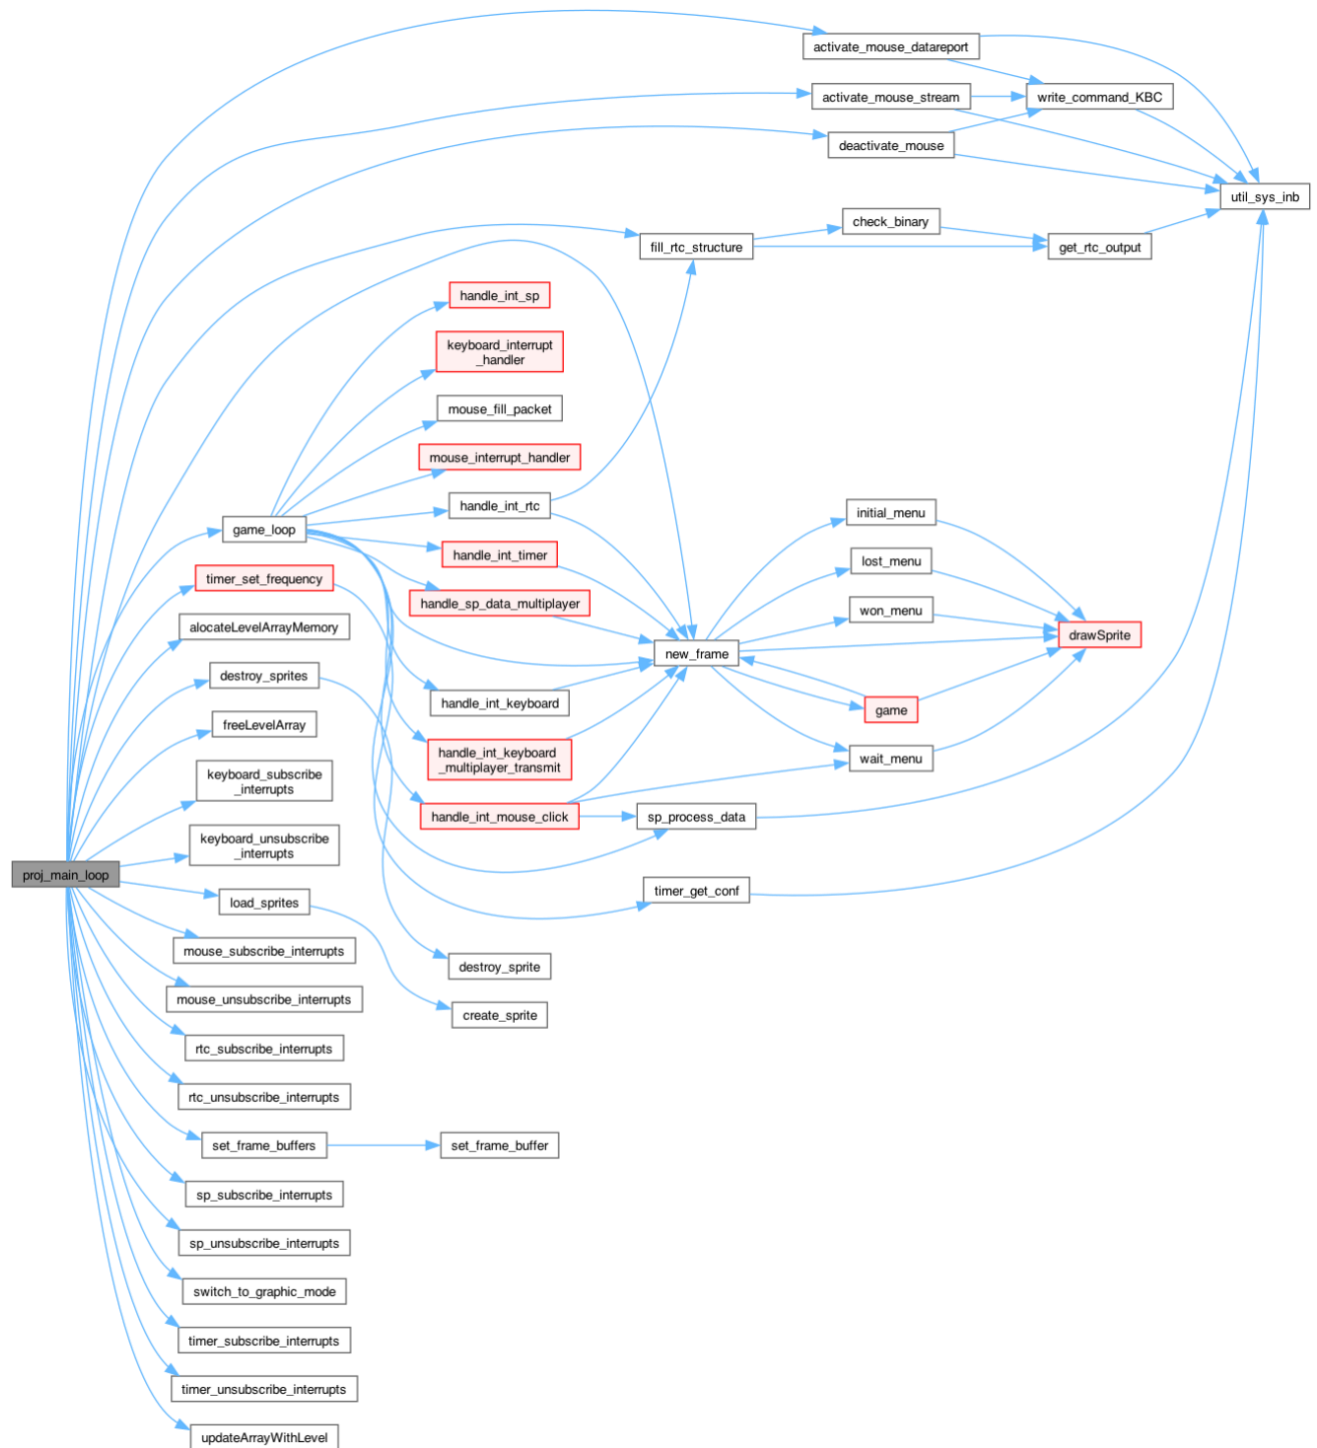 activate_mouse_datareport
activate_mouse_stream
write_command_KBC
deactivate_mouse
util_sys_inb
check_binary
fill_rtc_structure
get_rtc_output
handle_int_sp
keyboard_interrupt
_handler
mouse_fill_packet
mouse_interrupt_handler
handle_int_rtc
initial_menu
game_loop
handle_int_timer
lost_menu
timer_set_frequency
handle_sp_data_multiplayer
won_menu
alocateLevelArrayMemory
drawSprite
new_frame
destroy_sprites
handle_int_keyboard
game
freeLevelArray
handle_int_keyboard
_multiplayer_transmit
wait_menu
keyboard_subscribe
_interrupts
handle_int_mouse_click
sp_process_data
keyboard_unsubscribe
_interrupts
proj_main_loop
timer_get_conf
load_sprites
mouse_subscribe_interrupts
destroy_sprite
mouse_unsubscribe_interrupts
create_sprite
rtc_subscribe_interrupts
rtc_unsubscribe_interrupts
set_frame_buffers
set_frame_buffer
sp_subscribe_interrupts
sp_unsubscribe_interrupts
switch_to_graphic_mode
timer_subscribe_interrupts
timer_unsubscribe_interrupts
updateArrayWithLevel